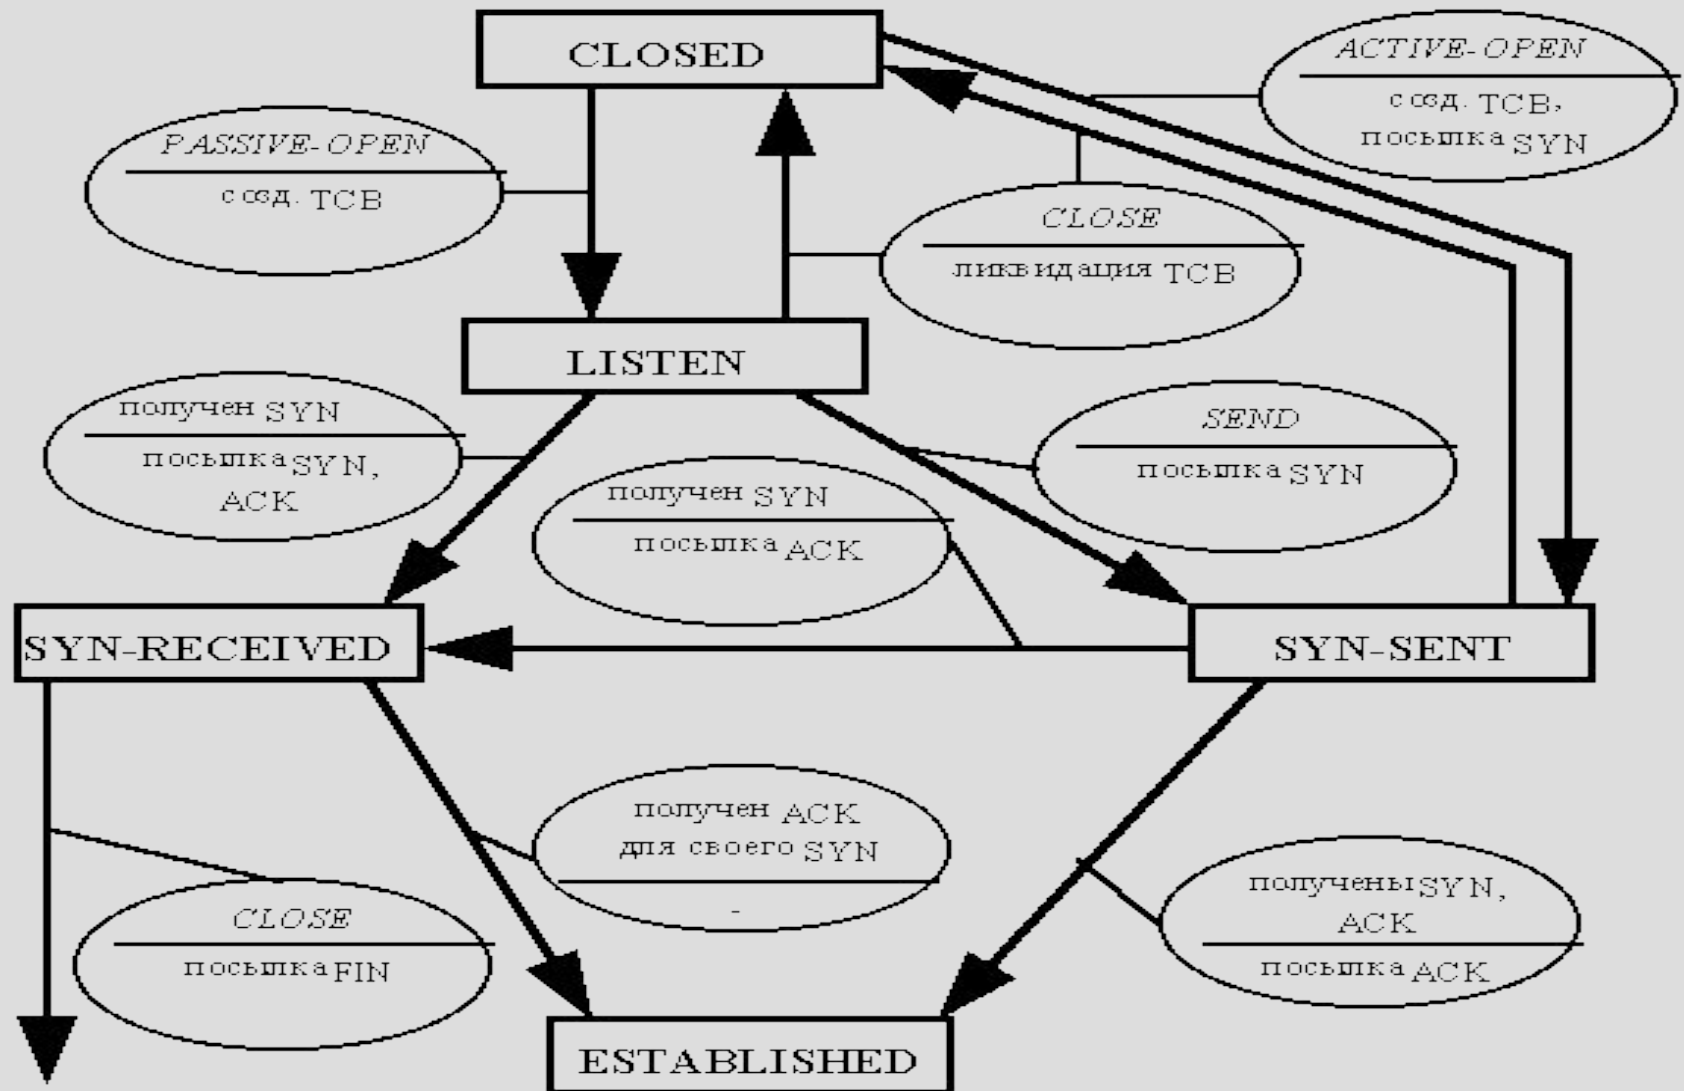 CLOSED
ACTIVE-OPEN
созд. TCB,
посылка SYN
PASSIVE-OPEN
созд. TCB
CLOSE
ликвидация TCB
LISTEN
получен SYN
посылка SYN,
ACK
SEND
посылка SYN
получен SYN
посылка ACK
SYN-RECEIVED
SYN-SENT
получен ACK
для своего SYN
-
получены SYN,
ACK
посылка ACK
CLOSE
посылка FIN
ESTABLISHED